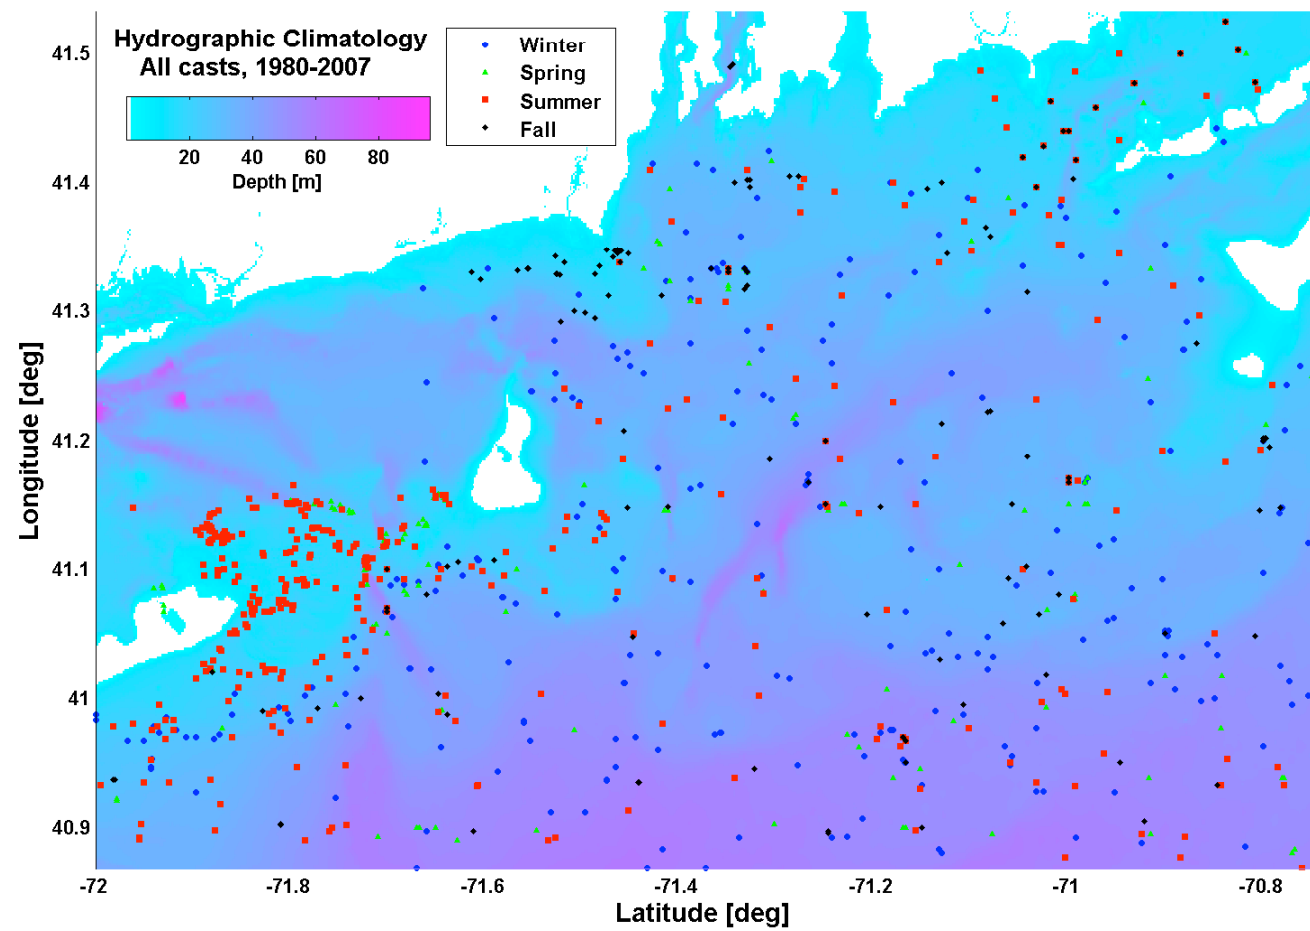 Hydrographic Climatology
All casts, 1980-2007
20 40 60 80
Depth [m]
Winter
Spring
Summer
Fall
Longitude [deg]
41.5
41.4
41.3
41.2
41.1
41
40.9
-72 -71.8 -71.6 -71.4 -71.2 -71 -70.8
Latitude [deg]